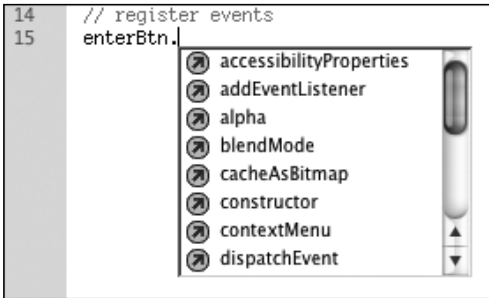 14 // register events
15 enterBtn.
accessibilityProperties
addEventListener
alpha
blendMode
cacheAsBitmap
constructor
contextMenu
dispatchEvent